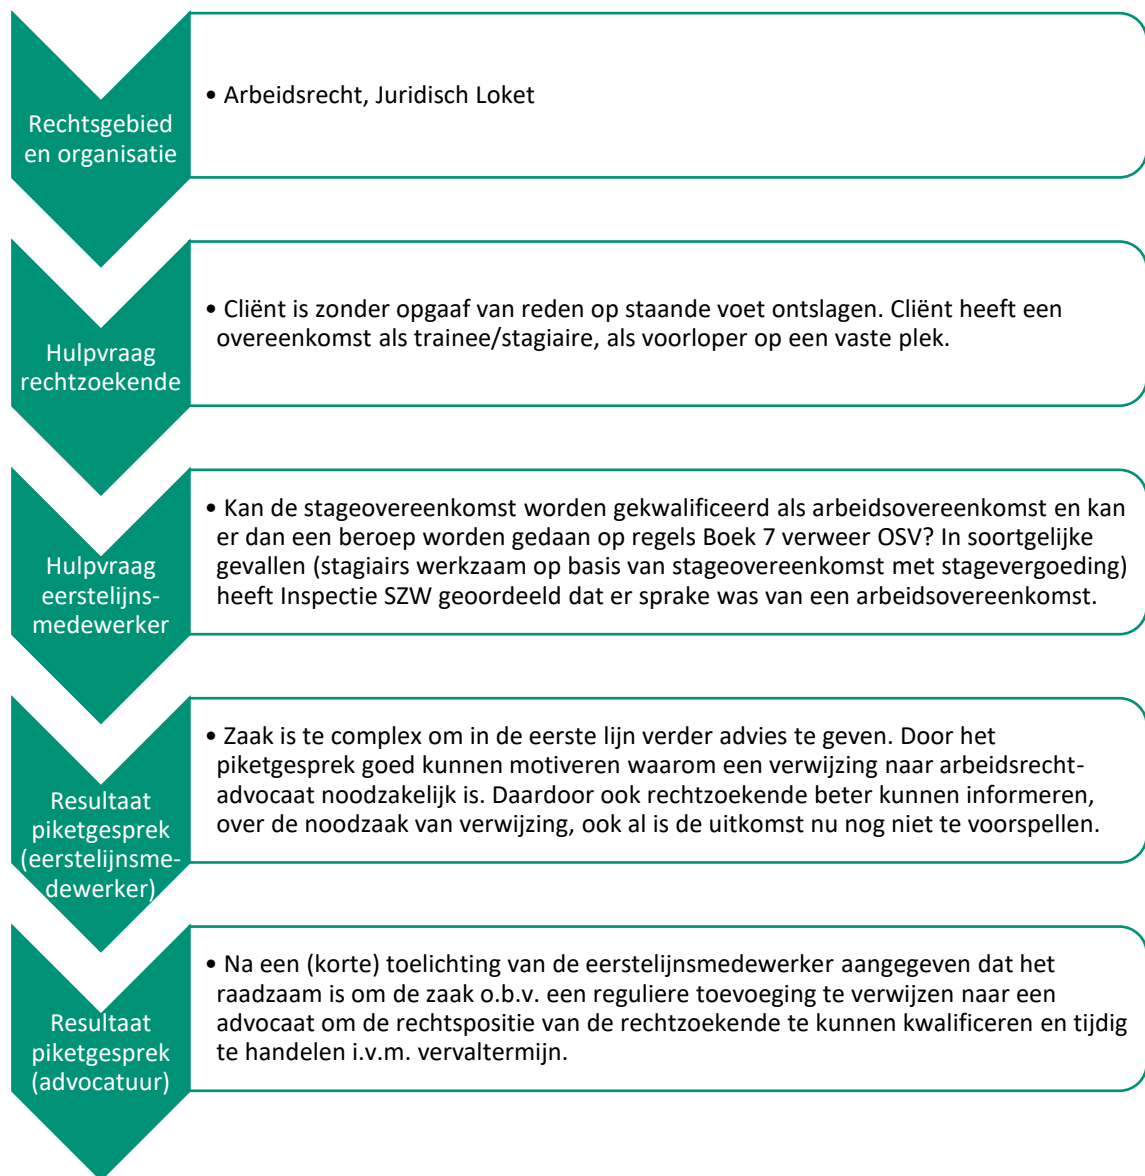 Rechtsgebied
en organisatie
• Arbeidsrecht, Juridisch Loket
Hulpvraag
rechtzoekende
• Cliënt is zonder opgaaf van reden op staande voet ontslagen. Cliënt heeft een
overeenkomst als trainee/stagiaire, als voorloper op een vaste plek.
Hulpvraag
eerstelijns-
medewerker
• Kan de stageovereenkomst worden gekwalificeerd als arbeidsovereenkomst en kan
er dan een beroep worden gedaan op regels Boek 7 verweer OSV? In soortgelijke
gevallen (stagiairs werkzaam op basis van stageovereenkomst met stagevergoeding)
heeft Inspectie SZW geoordeeld dat er sprake was van een arbeidsovereenkomst.
Resultaat
piketgesprek
(eerstelijnsme-
dewerker)
• Zaak is te complex om in de eerste lijn verder advies te geven. Door het
piketgesprek goed kunnen motiveren waarom een verwijzing naar arbeidsrecht-
advocaat noodzakelijk is. Daardoor ook rechtzoekende beter kunnen informeren,
over de noodzaak van verwijzing, ook al is de uitkomst nu nog niet te voorspellen.
Resultaat
piketgesprek
(advocatuur)
• Na een (korte) toelichting van de eerstelijnsmedewerker aangegeven dat het
raadzaam is om de zaak o.b.v. een reguliere toevoeging te verwijzen naar een
advocaat om de rechtspositie van de rechtzoekende te kunnen kwalificeren en tijdig
te handelen i.v.m. vervaltermijn.